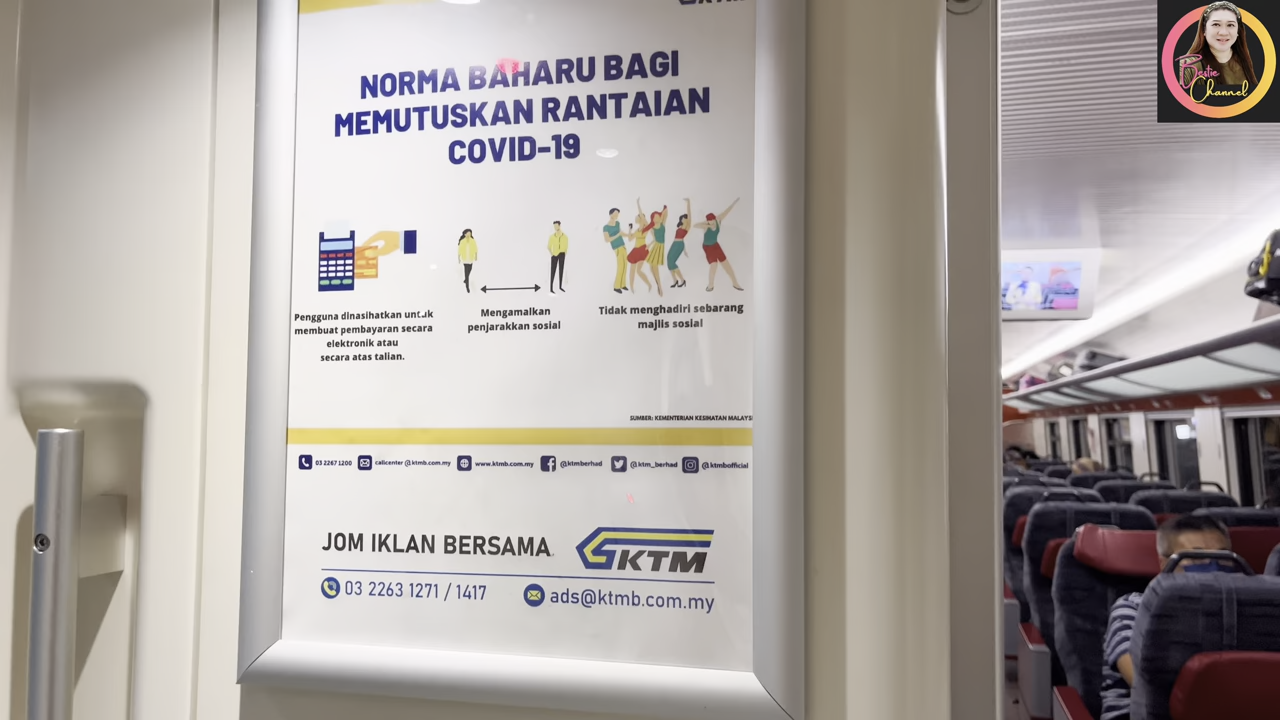 Bestie
Channel
NORMA BAHARU BAGI
MEMUTUSKAN RANTAIAN
COVID-19
Pengguna dinasihatkan untuk
membuat pembayaran secara
elektronik atau
secara atas talian.
Mengamalkan
penjarakkan sosial
Tidak menghadiri sebarang
majlis sosial
SUMBER: KEMENTERIAN KESIHATAN MALAYS
03 2267 1200 callcenter@ktmb.com.my www.ktmb.com.my @ktmberhad @ktm_berhad @ktmbofficial
JOM IKLAN BERSAMA
KTM
03 2263 1271 / 1417 ads@ktmb.com.my